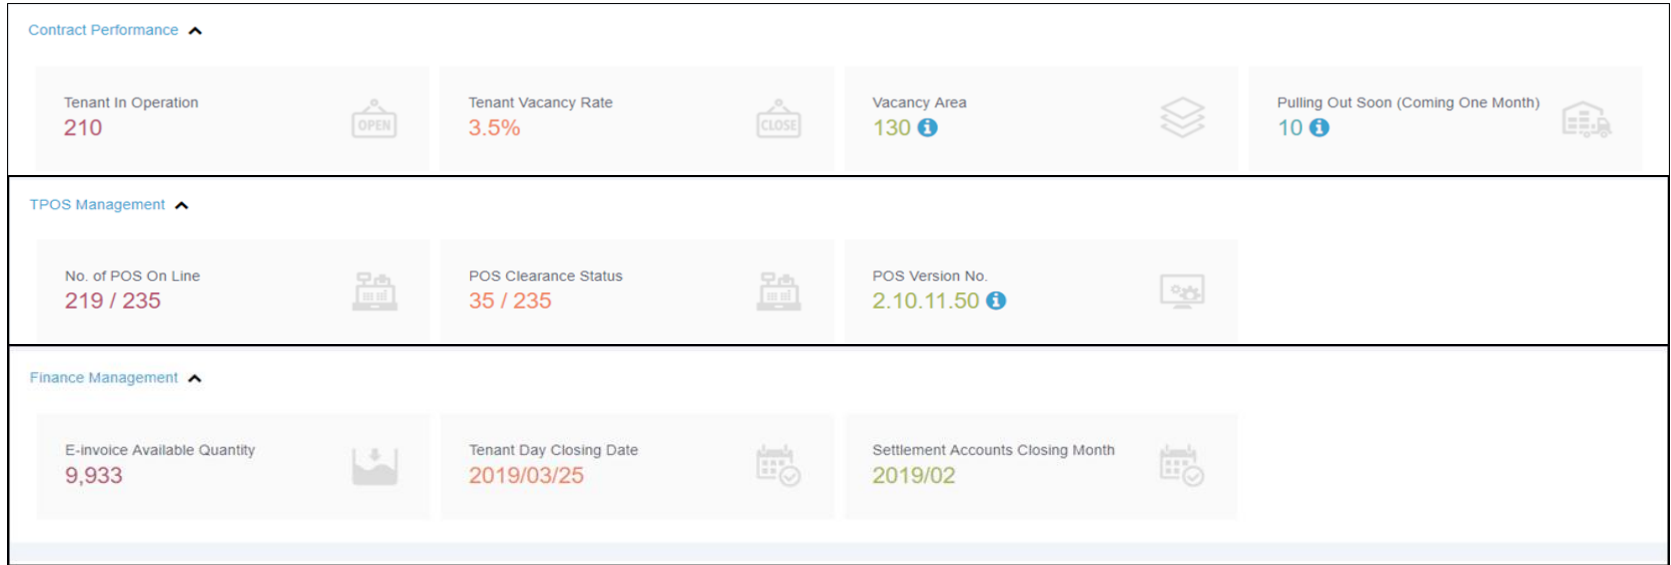 Contract Performance
Tenant In Operation
210
OPEN
Tenant Vacancy Rate
3.5%
CLOSE
Vacancy Area
130
Pulling Out Soon (Coming One Month)
10
TPOS Management
No. of POS On Line
219 / 235
POS Clearance Status
35 / 235
POS Version No.
2.10.11.50
Finance Management
E-invoice Available Quantity
9,933
Tenant Day Closing Date
2019/03/25
Settlement Accounts Closing Month
2019/02